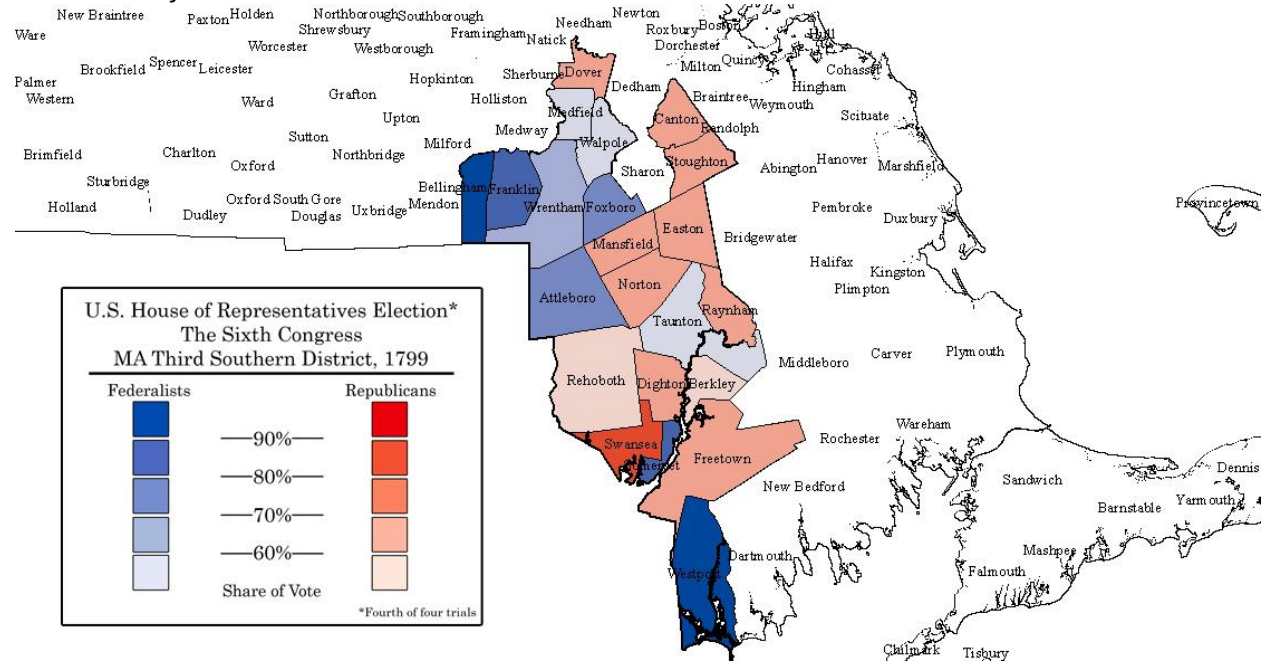 New Braintree
Paxton
Holden
Northborough
Southborough
Needham
Newton
Ware
Shrewsbury
Framingham
Natick
Roxbury
Boston
Hull
Worcester
Westborough
Dorchester
Brookfield
Spencer
Leicester
Hopkinton
Sherburne
Dover
Milton
Quincy
Cohasset
Palmer
Western
Ward
Grafton
Holliston
Dedham
Braintree
Weymouth
Hingham
Upton
Medfield
Canton
Randolph
Scituate
Sutton
Milford
Medway
Walpole
Brimfield
Charlton
Oxford
Northbridge
Sharon
Stoughton
Abington
Hanover
Marshfield
Sturbridge
Bellingham
Franklin
Holland
Dudley
Oxford South Gore
Douglas
Uxbridge
Mendon
Wrentham
Foxboro
Pembroke
Duxbury
Provincetown
Mansfield
Easton
Bridgewater
Halifax
Kingston
Plimpton
Attleboro
Norton
Raynham
Taunton
Middleboro
Carver
Plymouth
Rehoboth
Dighton
Berkley
Swansea
Somerset
Freetown
Rochester
Wareham
New Bedford
Sandwich
Dennis
Barnstable
Yarmouth
Westport
Dartmouth
Mashpee
Falmouth
Chilmark
Tisbury
U.S. House of Representatives Election*
The Sixth Congress
MA Third Southern District, 1799
Federalists
Republicans
90%
80%
70%
60%
Share of Vote
*Fourth of four trials